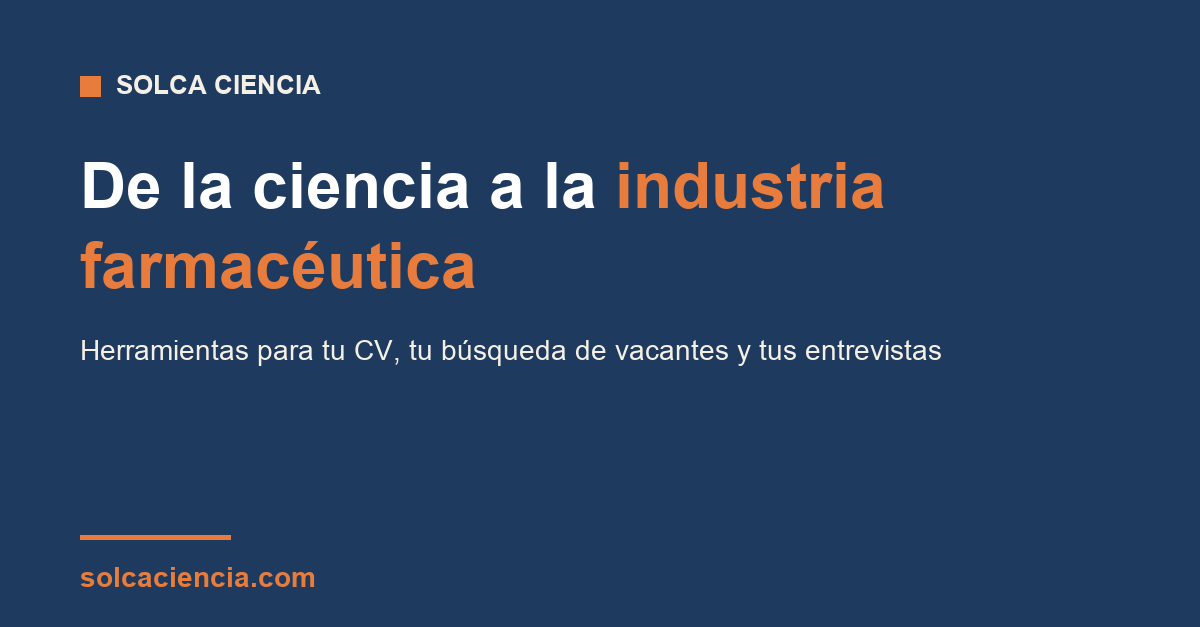 SOLCA CIENCIA
De la ciencia a la industria
farmacéutica
Herramientas para tu CV, tu búsqueda de vacantes y tus entrevistas
solcaciencia.com